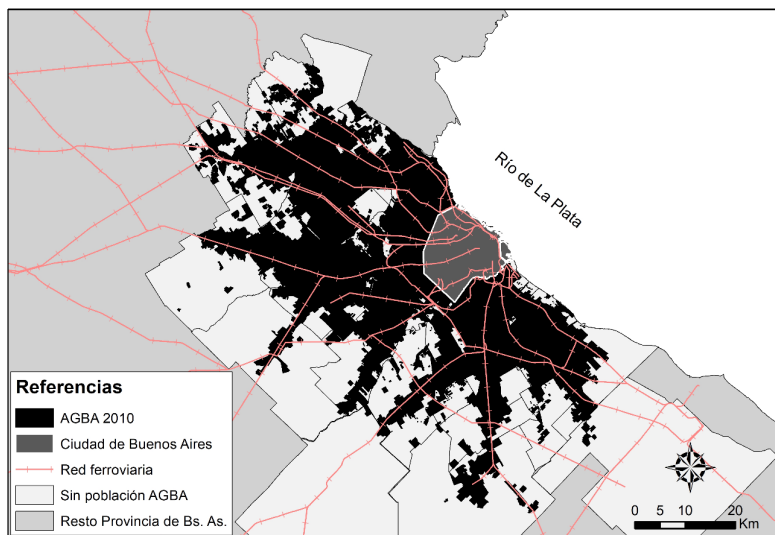 Río de La Plata
Referencias
AGBA 2010
Ciudad de Buenos Aires
Red ferroviaria
Sin población AGBA
Resto Provincia de Bs. As.
0 5 10 20
Km